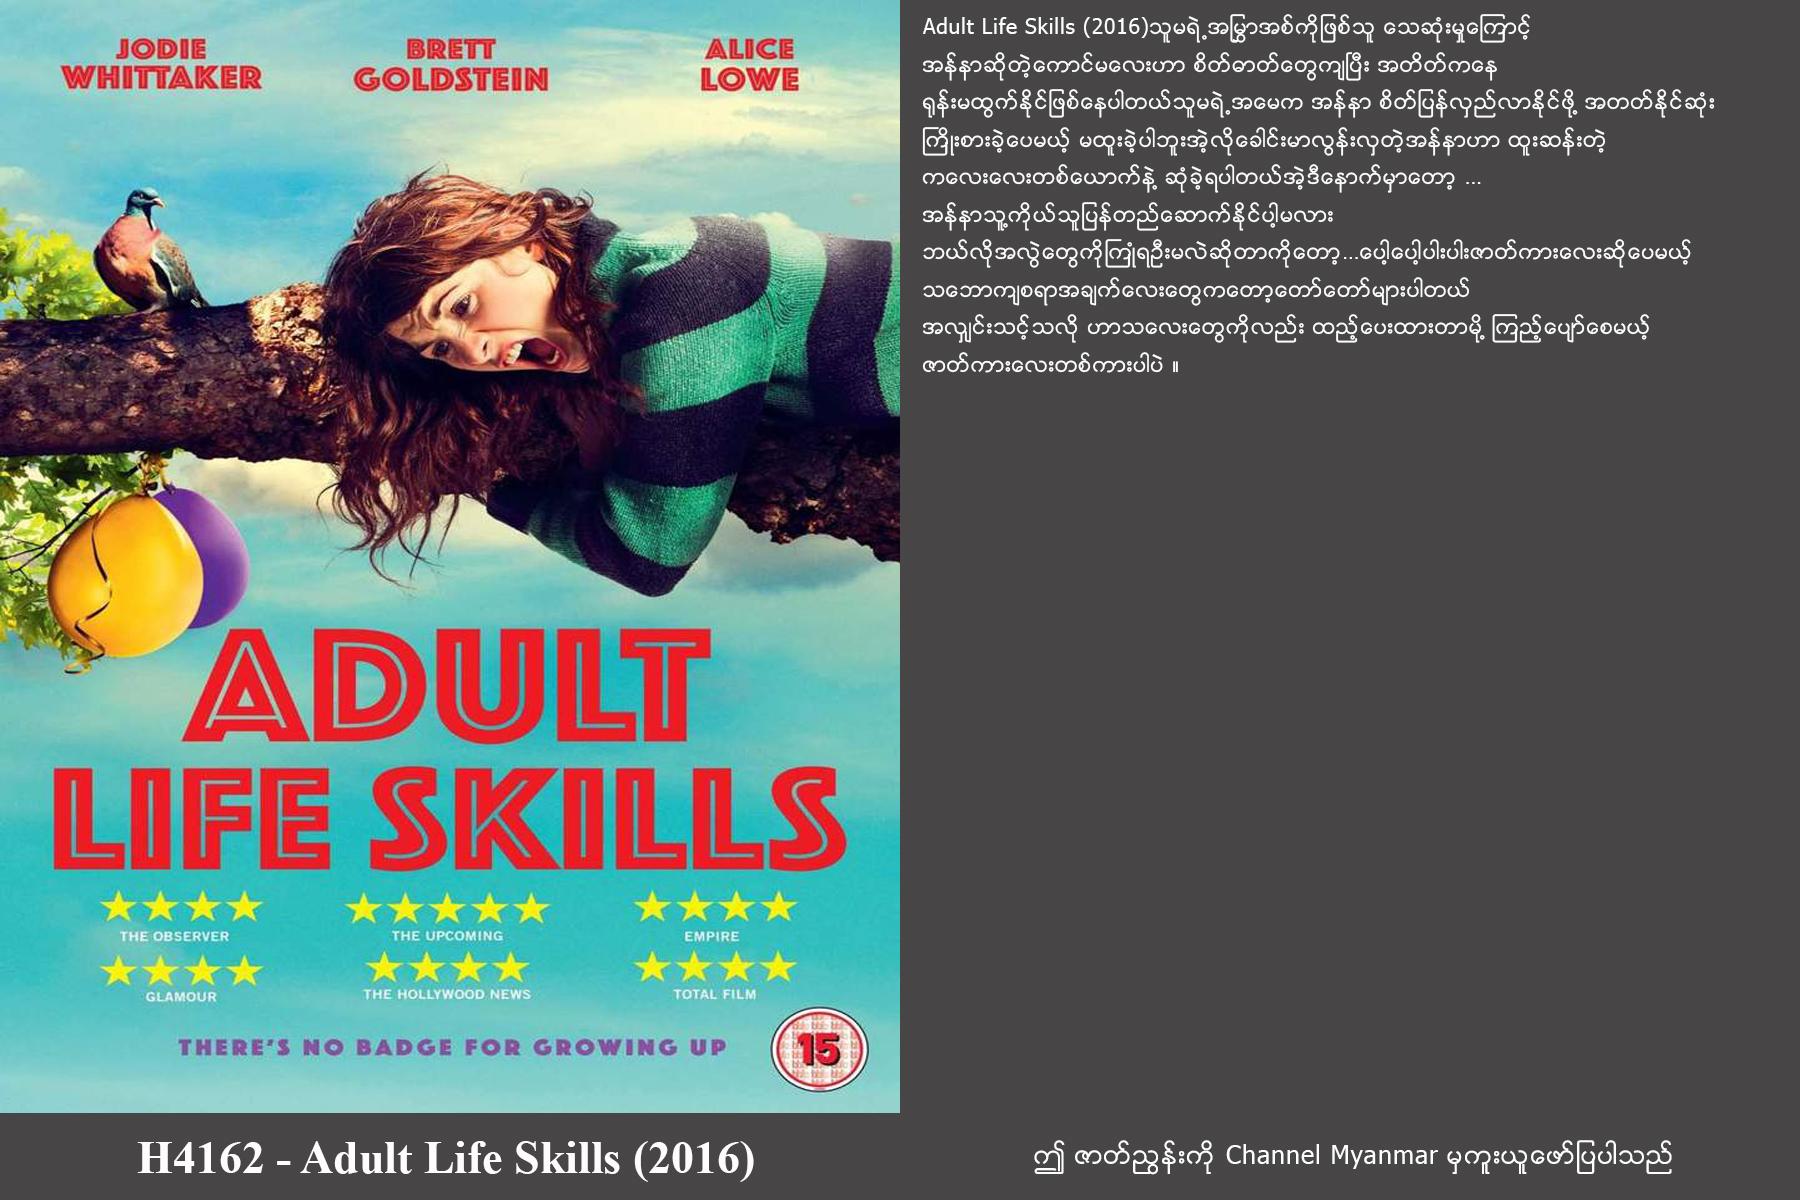 JODIE
WHITTAKER
BRETT
GOLDSTEIN
ALICE
LOWE
ADULT
LIFE SKILLS
THE OBSERVER
THE UPCOMING
EMPIRE
GLAMOUR
THE HOLLYWOOD NEWS
TOTAL FILM
THERE'S NO BADGE FOR GROWING UP
15
H4162 - Adult Life Skills (2016)
Adult Life Skills (2016)သူမရဲ့အမြွှာအစ်ကိုဖြစ်သူ သေဆုံးမှုကြောင့်
အန်နာဆိုတဲ့ကောင်မလေးဟာ စိတ်ဓာတ်တွေကျပြီး အတိတ်ကနေ
ရုန်းမထွက်နိုင်ဖြစ်နေပါတယ်သူမရဲ့အမေက အန်နာ စိတ်ပြန်လှည်လာနိုင်ဖို့ အတတ်နိုင်ဆုံး
ကြိုးစားခဲ့ပေမယ့် မထူးခဲ့ပါဘူးအဲ့လိုခေါင်းမာလွန်းလှတဲ့အန်နာဟာ ထူးဆန်းတဲ့
ကလေးလေးတစ်ယောက်နဲ့ ဆုံခဲ့ရပါတယ်အဲ့ဒီနောက်မှာတော့ ...
အန်နာသူ့ကိုယ်သူပြန်တည်ဆောက်နိုင်ပါ့မလား
ဘယ်လိုအလွဲတွေကိုကြုံရဦးမလဲဆိုတာကိုတော့...ပေါ့ပေါ့ပါးပါးဇာတ်ကားလေးဆိုပေမယ့်
သဘောကျစရာအချက်လေးတွေကတော့တော်တော်များပါတယ်
အလျှင်းသင့်သလို ဟာသလေးတွေကိုလည်း ထည့်ပေးထားတာမို့ ကြည့်ပျော်စေမယ့်
ဇာတ်ကားလေးတစ်ကားပါပဲ ။
ဤ ဇာတ်ညွှန်းကို Channel Myanmar မှကူးယူဖော်ပြပါသည်